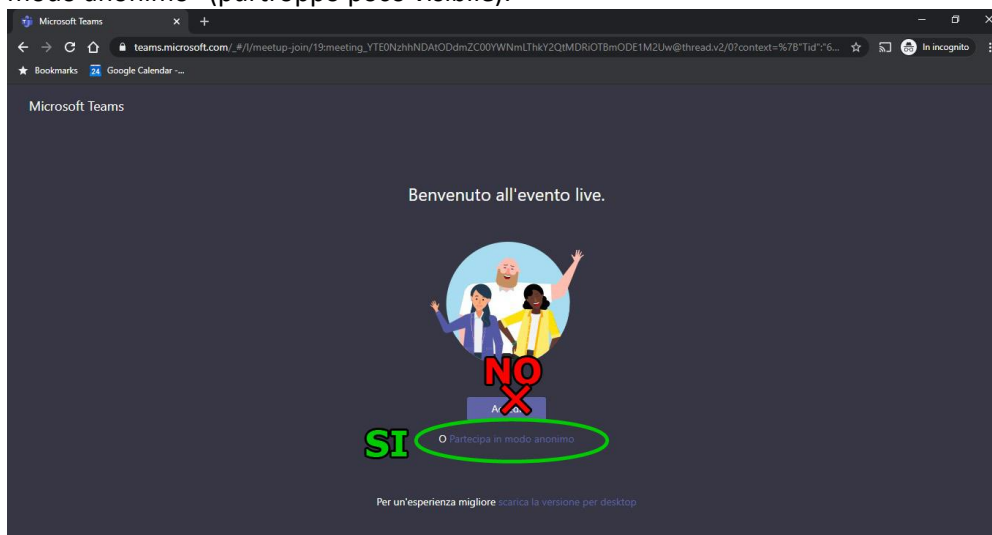 modo anonimo" (purtroppo poco visibile):
Microsoft Teams
teams.microsoft.com/_#/l/meetup-join/19:meeting_YTE0NzhhNDAtODdmZC00YWNmLThkY2QtMDRiOTBmODE1M2Uw@thread.v2/0?context=%7B"Tid":"6...
In incognito
Bookmarks 24 Google Calendar -...
Microsoft Teams
Benvenuto all'evento live.
NO
SI
O Partecipa in modo anonimo
Per un'esperienza migliore scarica la versione per desktop